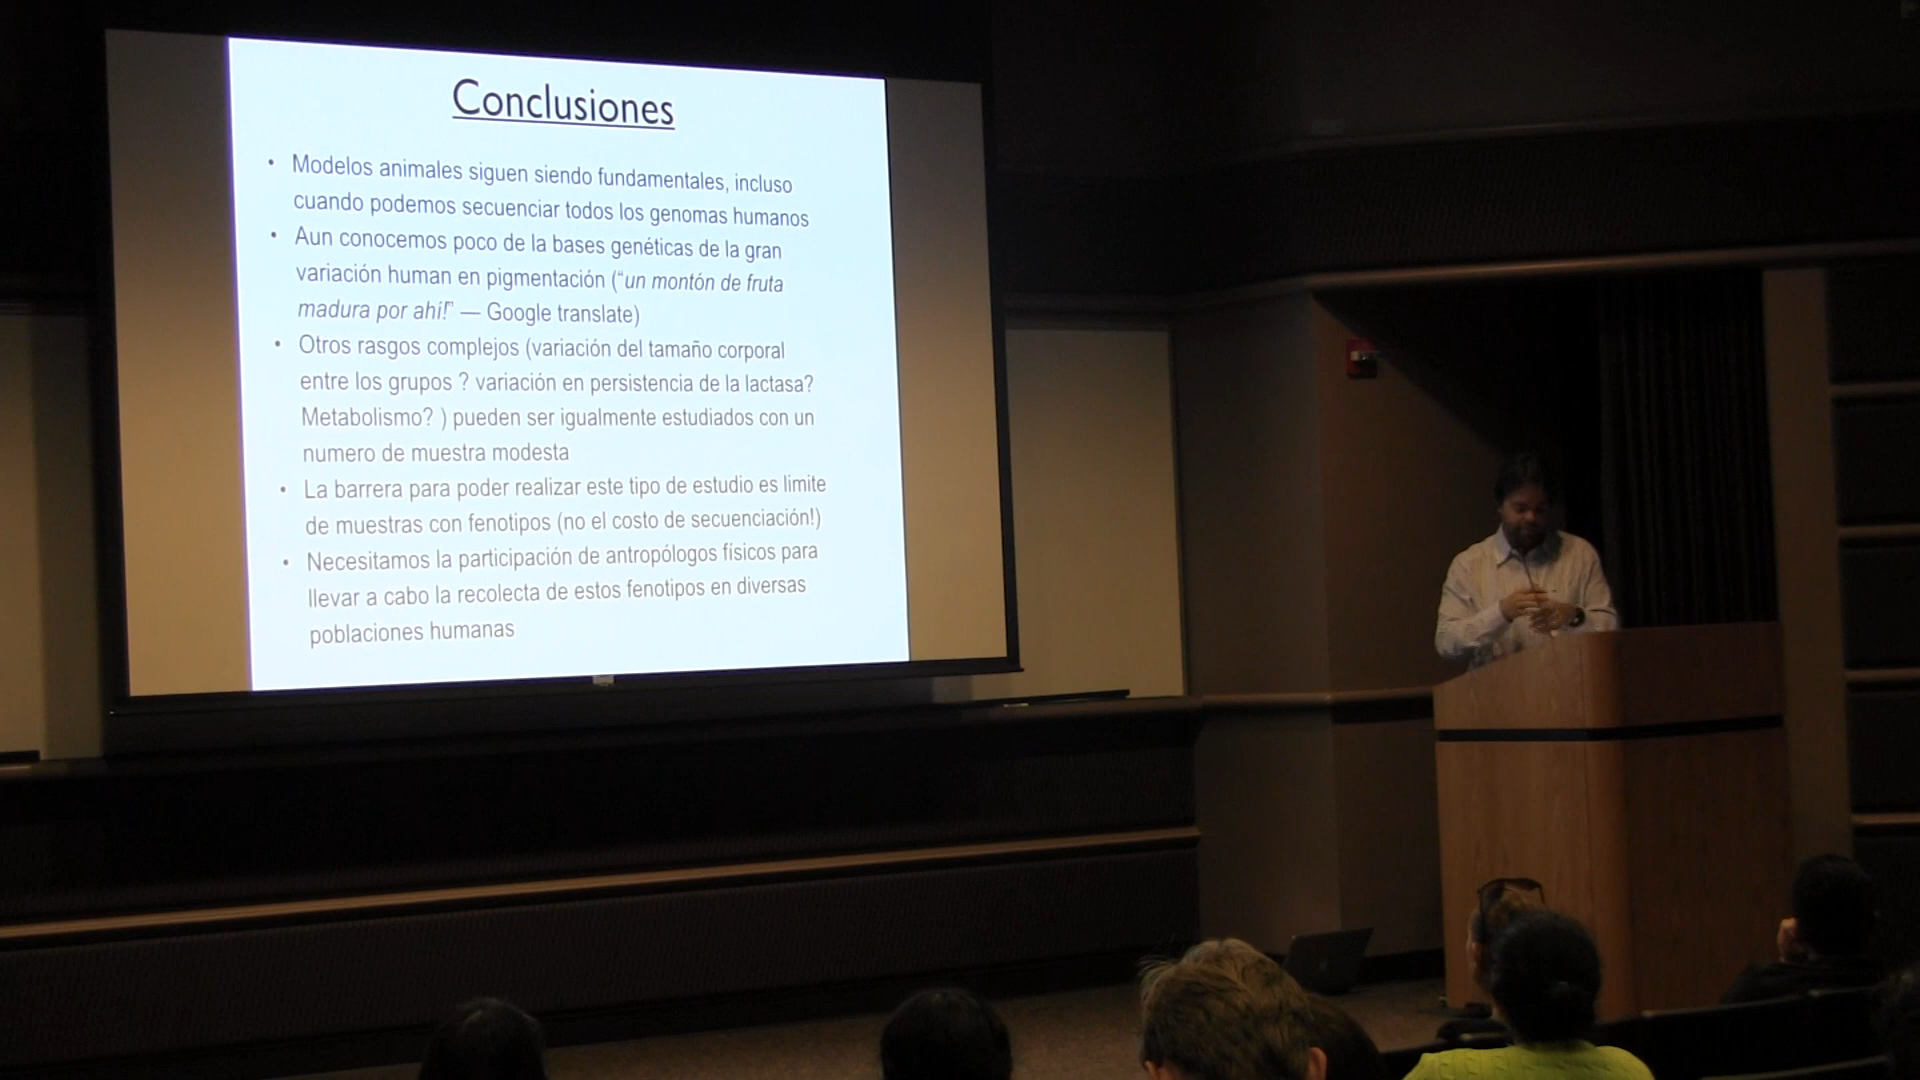 Conclusiones
• Modelos animales siguen siendo fundamentales, incluso
cuando podemos secuenciar todos los genomas humanos
• Aun conocemos poco de la bases genéticas de la gran
variación human en pigmentación (“un montón de fruta
madura por ahí!” — Google translate)
• Otros rasgos complejos (variación del tamaño corporal
entre los grupos ? variación en persistencia de la lactasa?
Metabolismo? ) pueden ser igualmente estudiados con un
numero de muestra modesta
• La barrera para poder realizar este tipo de estudio es limite
de muestras con fenotipos (no el costo de secuenciación!)
• Necesitamos la participación de antropólogos físicos para
llevar a cabo la recolecta de estos fenotipos en diversas
poblaciones humanas